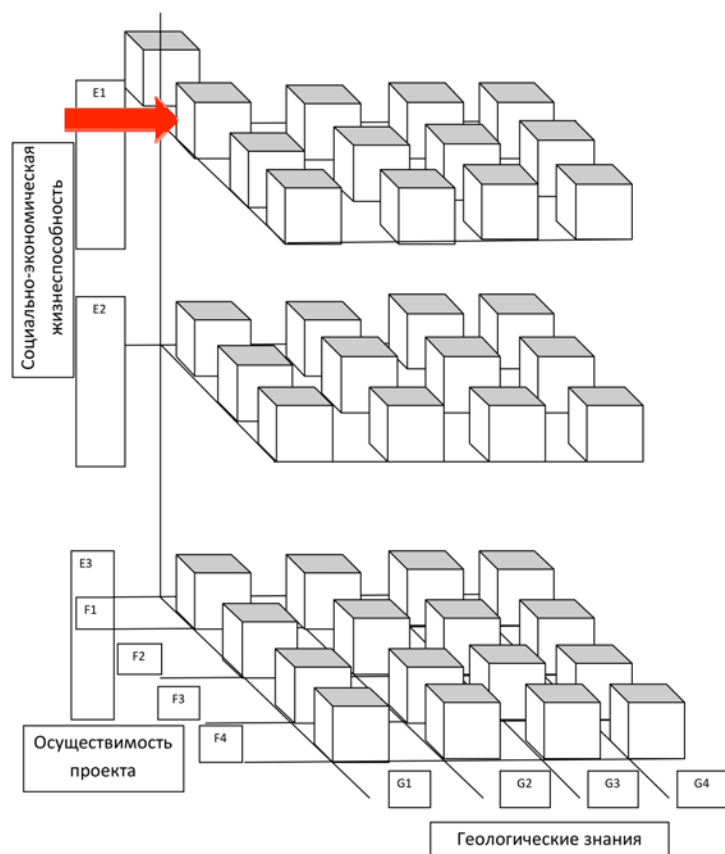 E1
Социально-экономическая
жизнеспособность
E2
E3
F1
F2
F3
F4
Осуществимость
проекта
G1
G2
G3
G4
Геологические знания